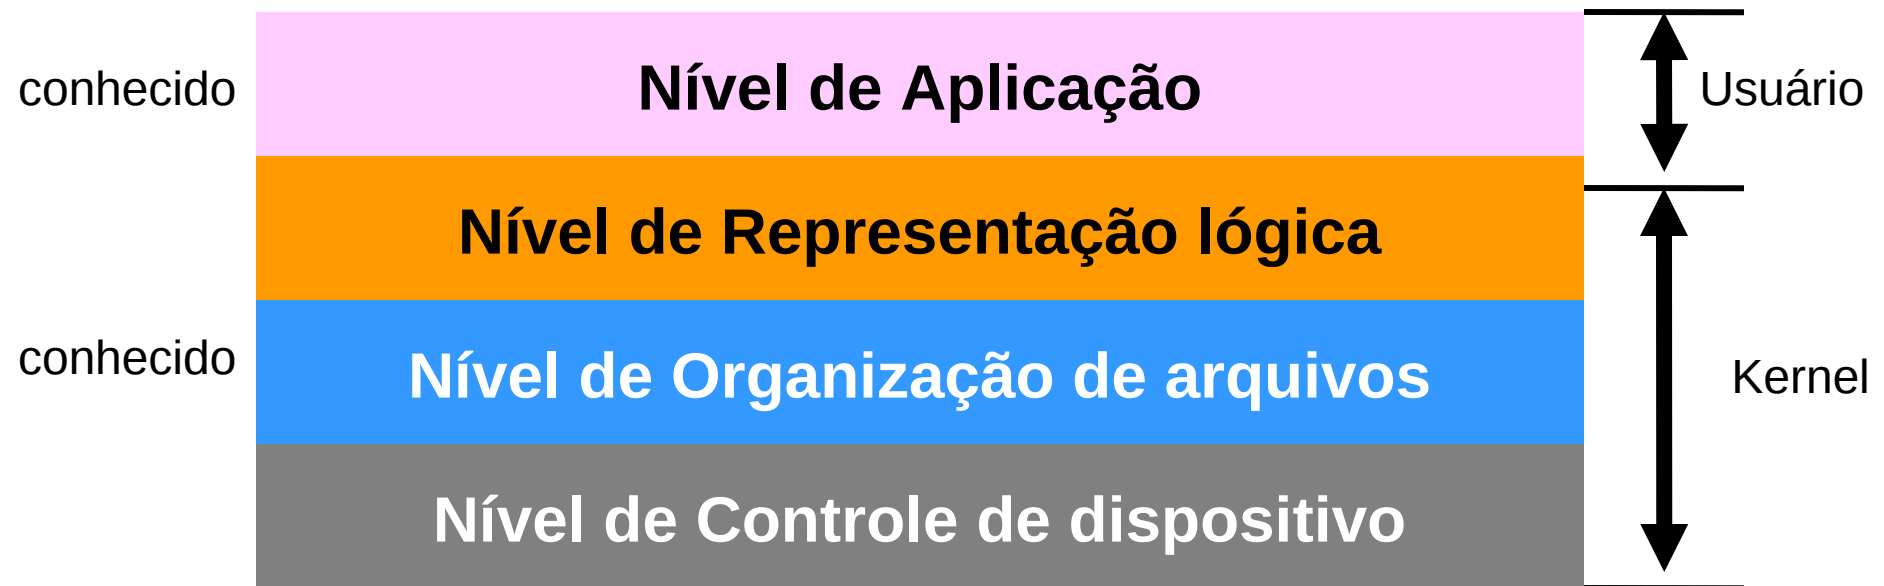 conhecido
Nível de Aplicação
Usuário
Nível de Representação lógica
conhecido
Nível de Organização de arquivos
Kernel
Nível de Controle de dispositivo